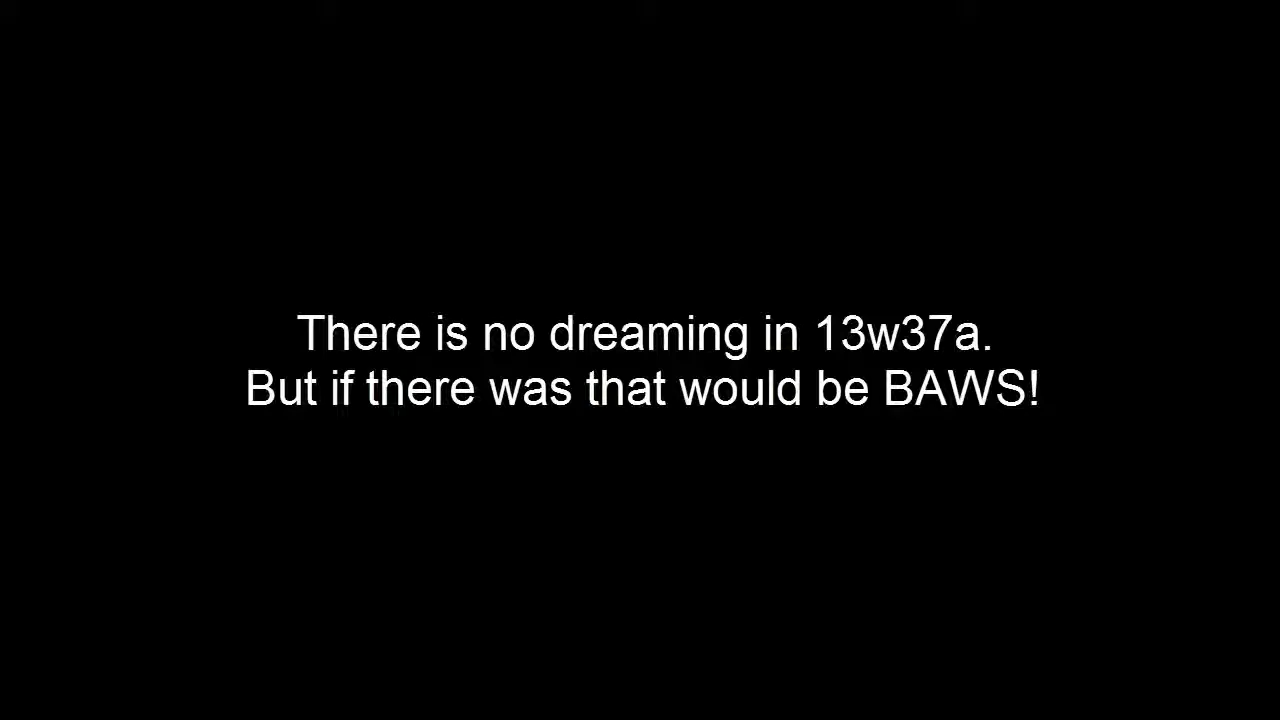 There is no dreaming in 13w37a.
But if there was that would be BAWS!